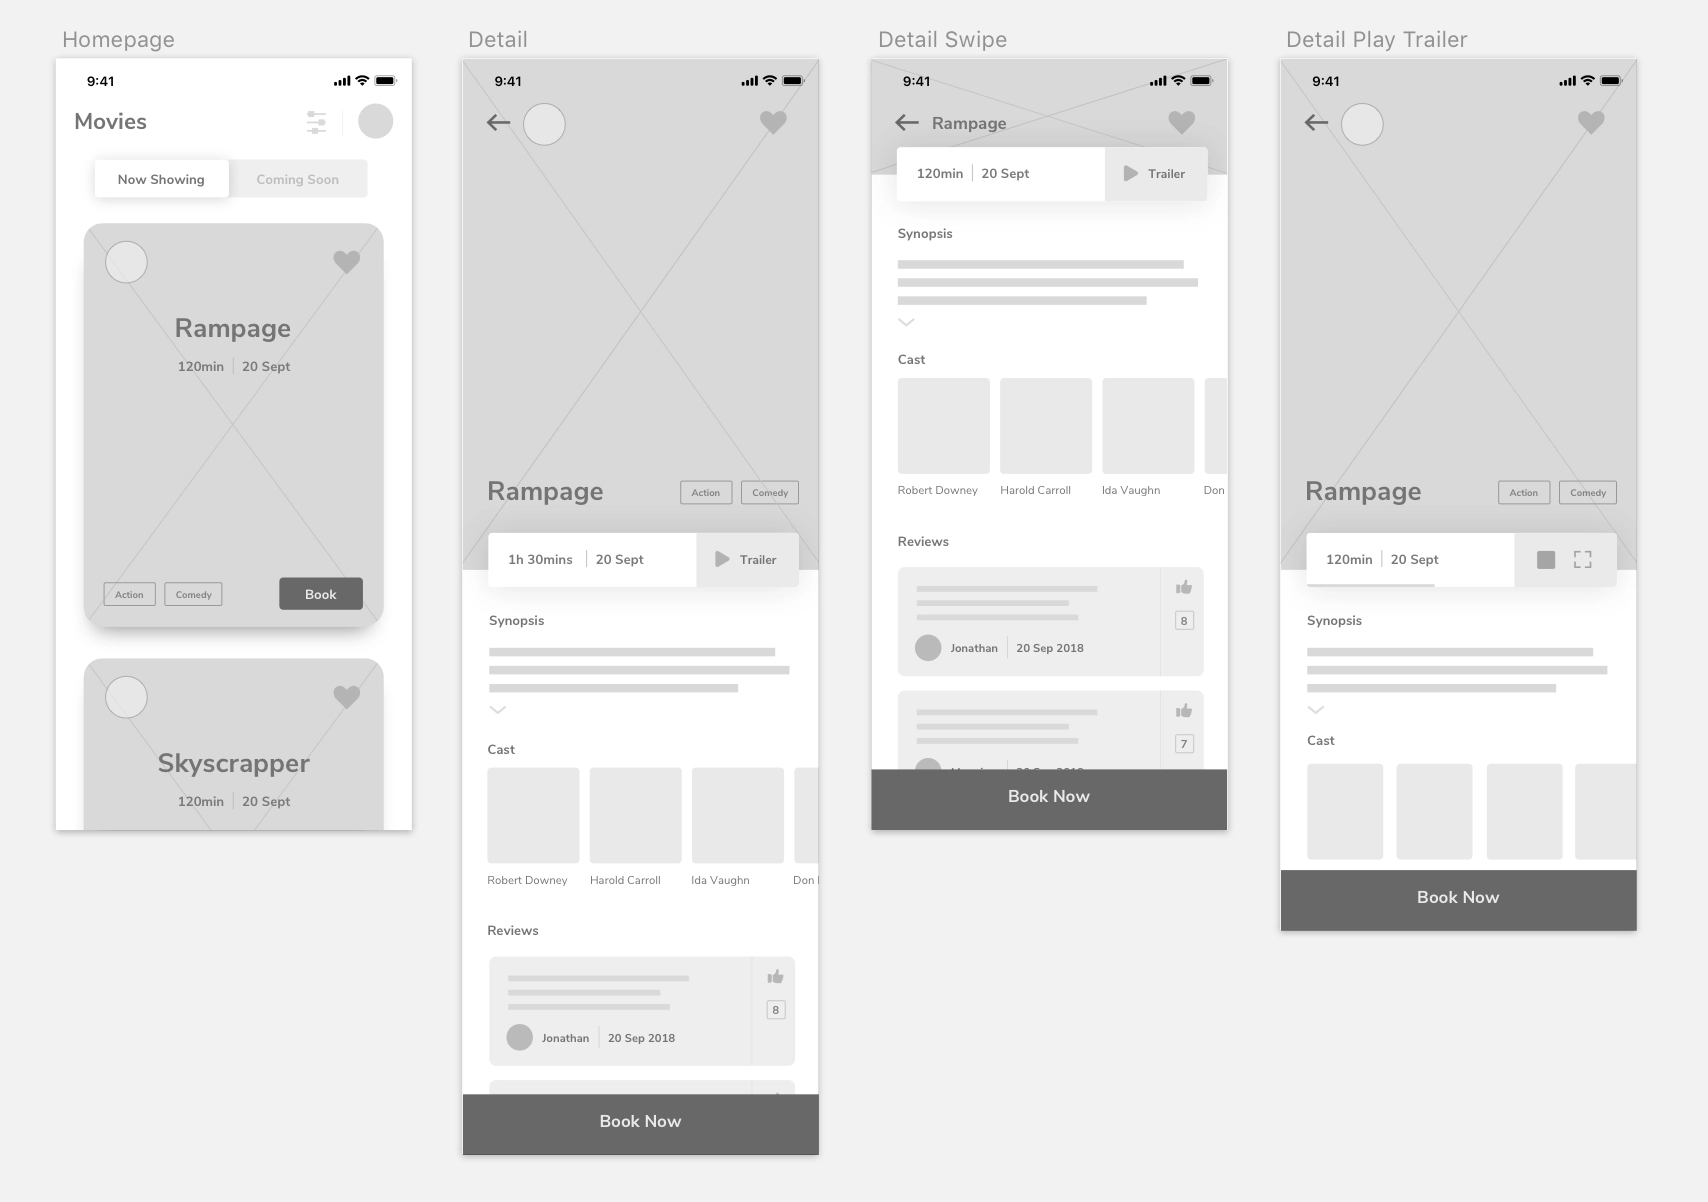 Homepage
9:41
Movies
Now Showing
Coming Soon
Rampage
120min
20 Sept
Action
Comedy
Book
Skyscrapper
120min
20 Sept
Detail
9:41
Rampage
Action
Comedy
1h 30mins
20 Sept
Trailer
Synopsis
Cast
Robert Downey
Harold Carroll
Ida Vaughn
Don
Reviews
8
Jonathan
20 Sep 2018
Book Now
Detail Swipe
9:41
Rampage
120min
20 Sept
Trailer
Synopsis
Cast
Robert Downey
Harold Carroll
Ida Vaughn
Don
Reviews
8
Jonathan
20 Sep 2018
7
Book Now
Detail Play Trailer
9:41
Rampage
Action
Comedy
120min
20 Sept
Synopsis
Cast
Book Now